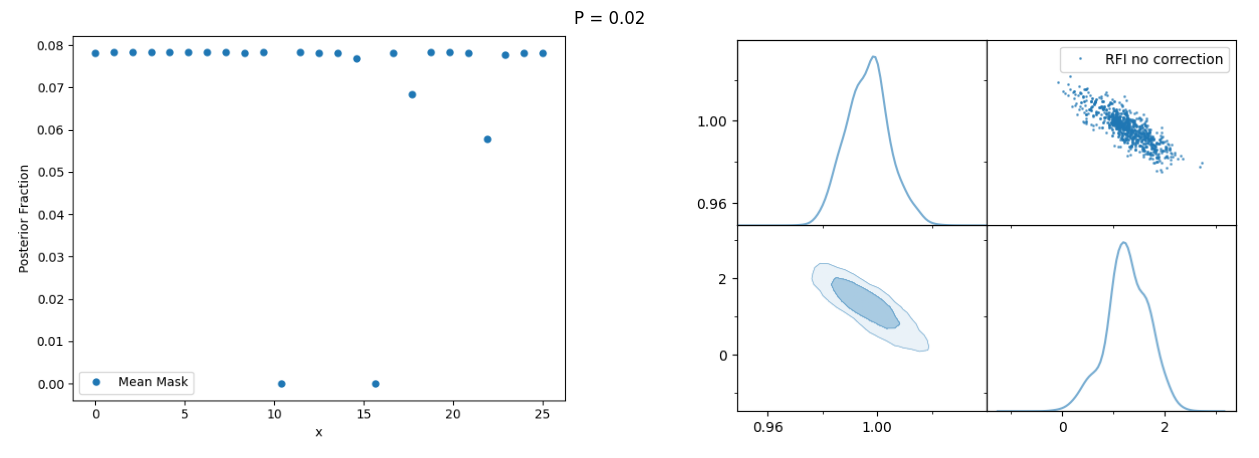 P = 0.02
0.08
0.07
0.06
0.05
0.04
0.03
0.02
0.01
0.00
Posterior Fraction
Mean Mask
0 5 10 15 20 25
x
RFI no correction
1.00
0.96
2
0
0.96 1.00
0 2